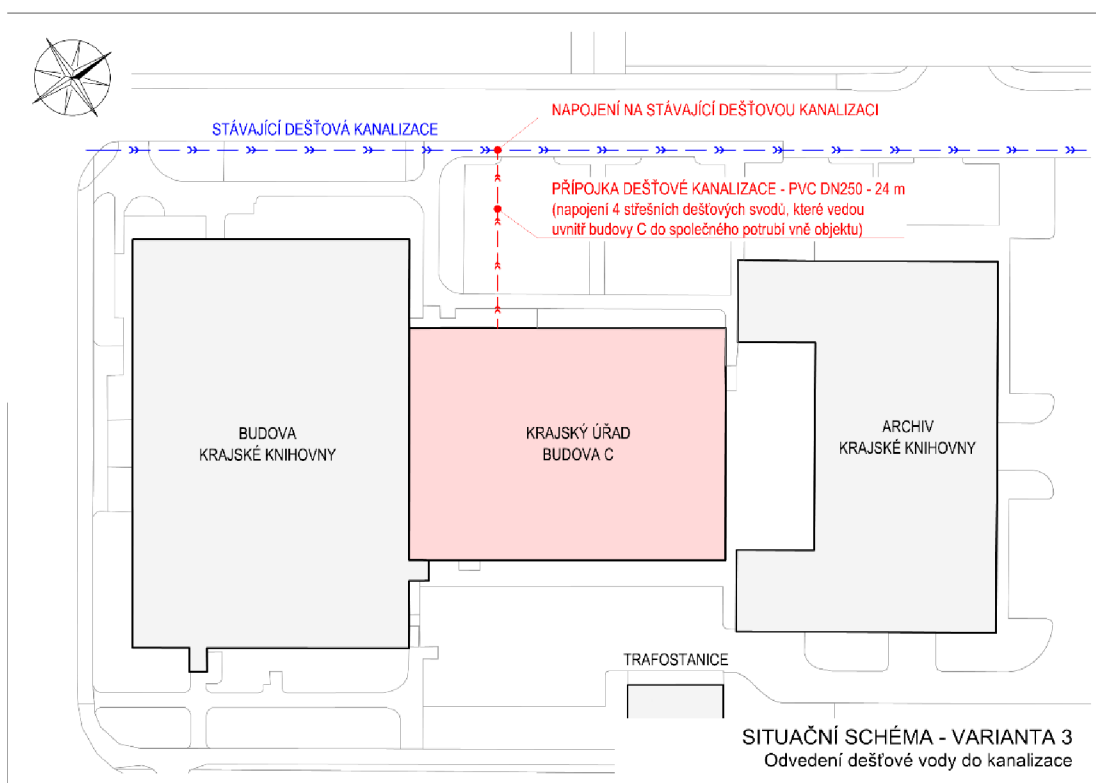 NAPOJENÍ NA STÁVAJÍCÍ DEŠŤOVOU KANALIZACI
STÁVAJÍCÍ DEŠŤOVÁ KANALIZACE
PŘÍPOJKA DEŠŤOVÉ KANALIZACE - PVC DN250 - 24 m
(napojení 4 střešních dešťových svodů, které vedou
uvnitř budovy C do společného potrubí vně objektu)
BUDOVA
KRAJSKÉ KNIHOVNY
KRAJSKÝ ÚŘAD
BUDOVA C
ARCHIV
KRAJSKÉ KNIHOVNY
TRAFOSTANICE
SITUAČNÍ SCHÉMA - VARIANTA 3
Odvedení dešťové vody do kanalizace